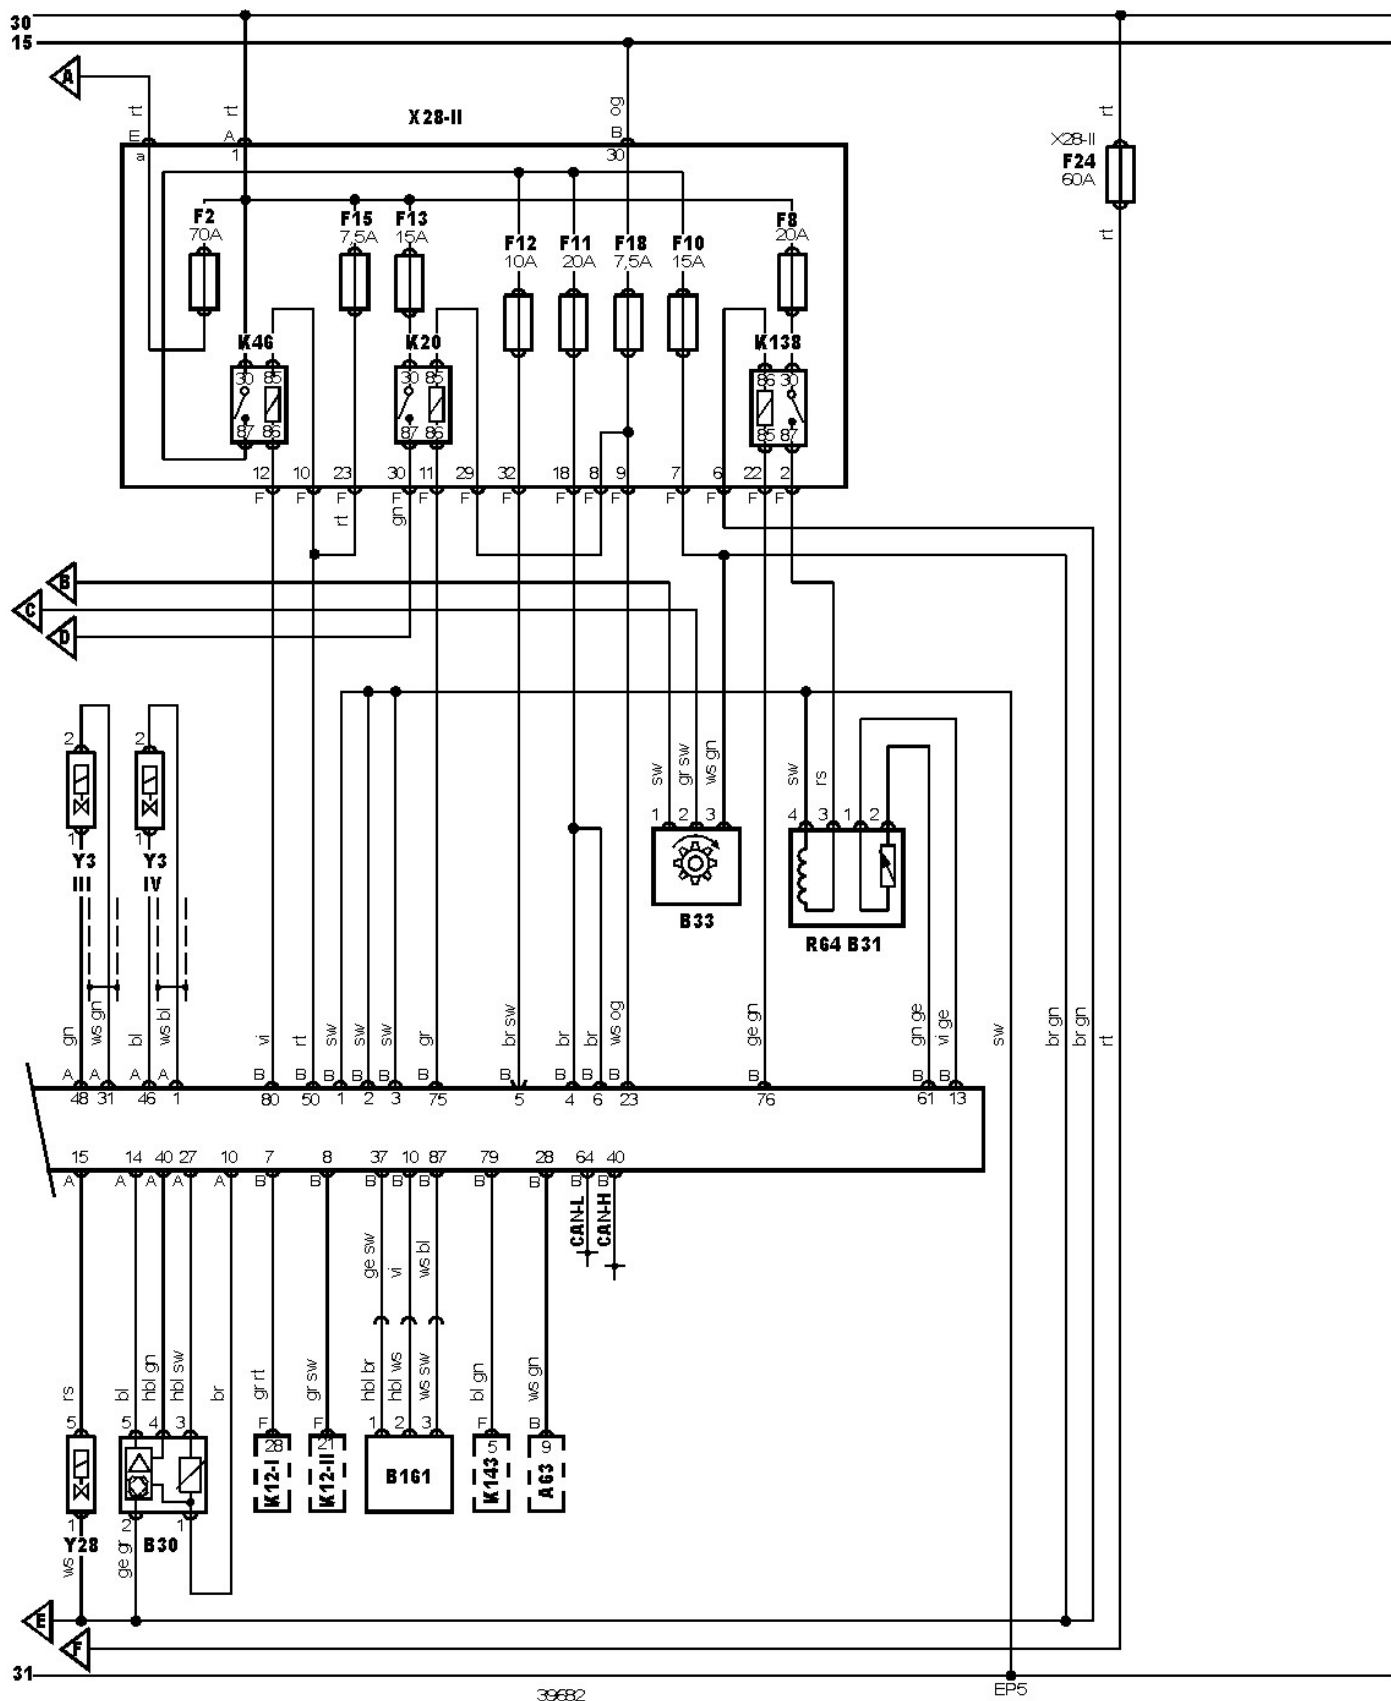 30
15
A
rt
rt
og
X28-II
rt
E
A
B
a
1
30
X28-II
F24
60A
rt
F2
70A
F15
7,5A
F13
15A
F12
10A
F11
20A
F18
7,5A
F10
15A
F8
20A
K46
K20
K138
30
85
30
85
86
30
87
86
87
86
85
87
12
10
23
30
11
29
32
18
8
9
7
6
22
2
F
F
F
F
F
F
F
F
F
F
F
F
F
F
rt
gn
B
C
D
2
2
1
1
Y3
III
Y3
IV
sw
gr sw
ws gn
sw
rs
1
2
3
4
3
1
2
B33
R64 B31
gn
ws gn
bl
ws bl
vi
rt
sw
sw
sw
gr
br sw
br
br
ws og
ge gn
gn ge
vi ge
sw
br gn
br gn
rt
A
A
A
A
B
B
B
B
B
B
B
B
B
B
B
B
B
48
31
46
1
80
50
1
2
3
75
5
4
6
23
76
61
13
15
14
40
27
10
7
8
37
10
87
79
28
64
40
A
A
A
A
A
B
B
B
B
B
B
B
B
B
CAN-L
CAN-H
ge sw
vi
ws bl
rs
bl
hbl gn
hbl sw
br
gr rt
gr sw
hbl br
hbl ws
ws sw
bl gn
ws gn
5
5
4
3
F
F
1
2
3
F
B
28
21
5
9
K12-I
K12-II
B161
K143
A63
1
2
1
Y28
B30
ws
ge gr
E
F
31
39682
EP5